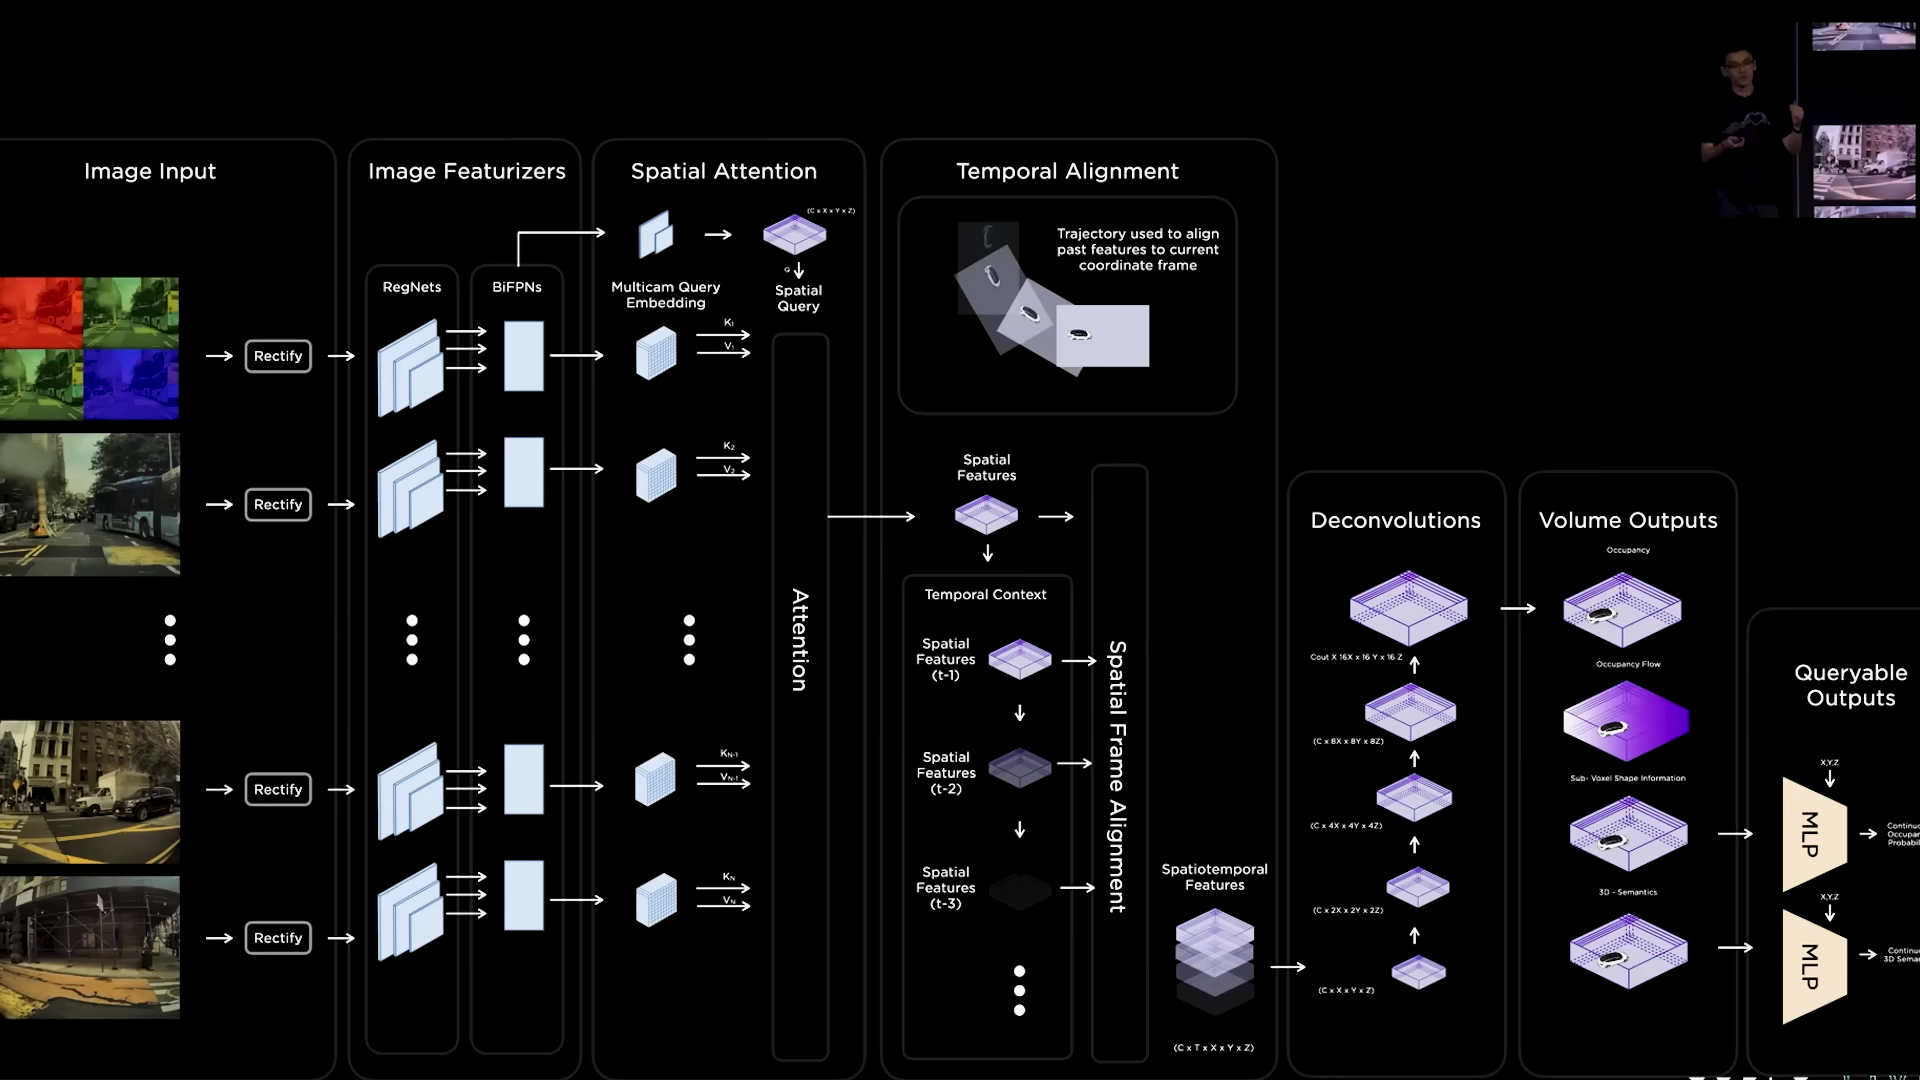 Image Input
Rectify
Rectify
Rectify
Rectify
Image Featurizers
RegNets
BiFPNs
Spatial Attention
(C x X x Y x Z)
Q
Multicam Query
Embedding
Spatial
Query
K1
V1
K2
V2
KN-1
VN-1
KN
VN
Attention
Temporal Alignment
Trajectory used to align
past features to current
coordinate frame
Spatial
Features
Temporal Context
Spatial
Features
(t-1)
Spatial
Features
(t-2)
Spatial
Features
(t-3)
Spatial Frame Alignment
Spatiotemporal
Features
(C x T x X x Y x Z)
Deconvolutions
Cout X 16X x 16 Y x 16 Z
(C x 8X x 8Y x 8Z)
(C x 4X x 4Y x 4Z)
(C x 2X x 2Y x 2Z)
(C x X x Y x Z)
Volume Outputs
Occupancy
Occupancy Flow
Sub- Voxel Shape Information
3D - Semantics
Queryable
Outputs
X,Y,Z
MLP
X,Y,Z
MLP
3D